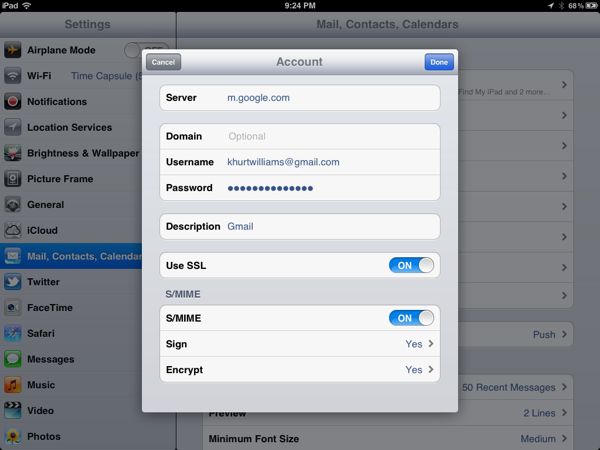 iPad 9:24 PM 68%
Settings
Mail, Contacts, Calendars
Airplane Mode OFF
Wi-Fi Time Capsule (5
Notifications
Location Services
Brightness & Wallpaper
Picture Frame
General
iCloud
Mail, Contacts, Calendar
Twitter
FaceTime
Safari
Messages
Music
Video
Photos
Cancel Account Done
Server m.google.com
Domain Optional
Username khurtwilliams@gmail.com
Password ••••••••••••••
Description Gmail
Use SSL ON
S/MIME
S/MIME ON
Sign Yes
Encrypt Yes
Find My iPad and 2 more...
Push
50 Recent Messages
Preview 2 Lines
Minimum Font Size Medium